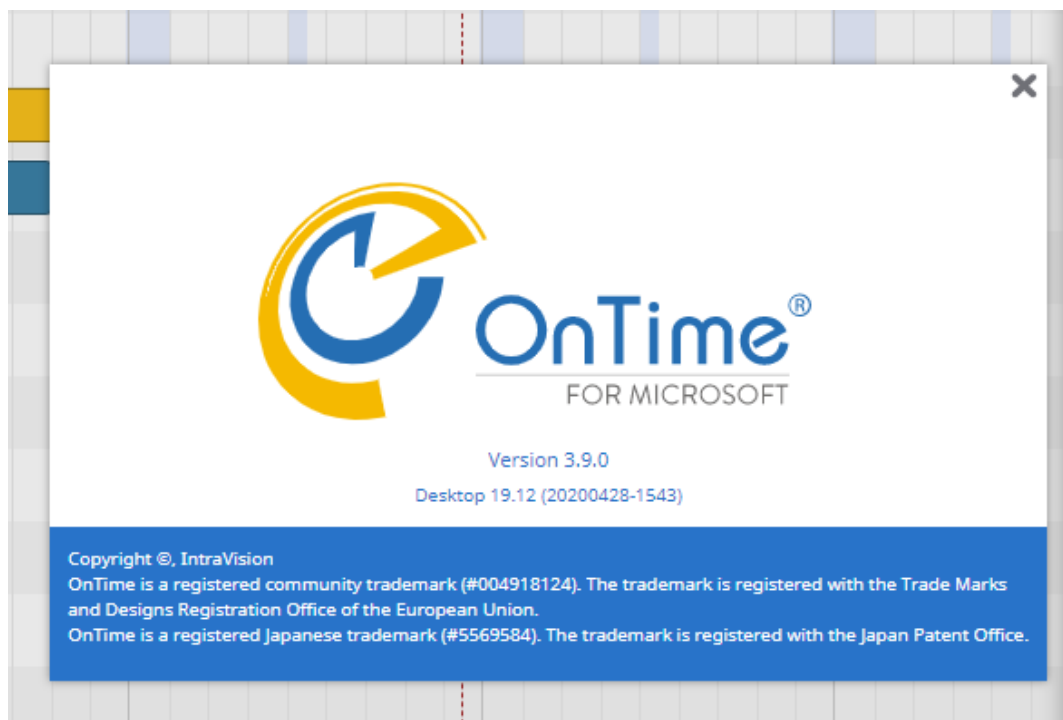 OnTime®
FOR MICROSOFT
Version 3.9.0
Desktop 19.12 (20200428-1543)
Copyright ©, IntraVision
OnTime is a registered community trademark (#004918124). The trademark is registered with the Trade Marks
and Designs Registration Office of the European Union.
OnTime is a registered Japanese trademark (#5569584). The trademark is registered with the Japan Patent Office.